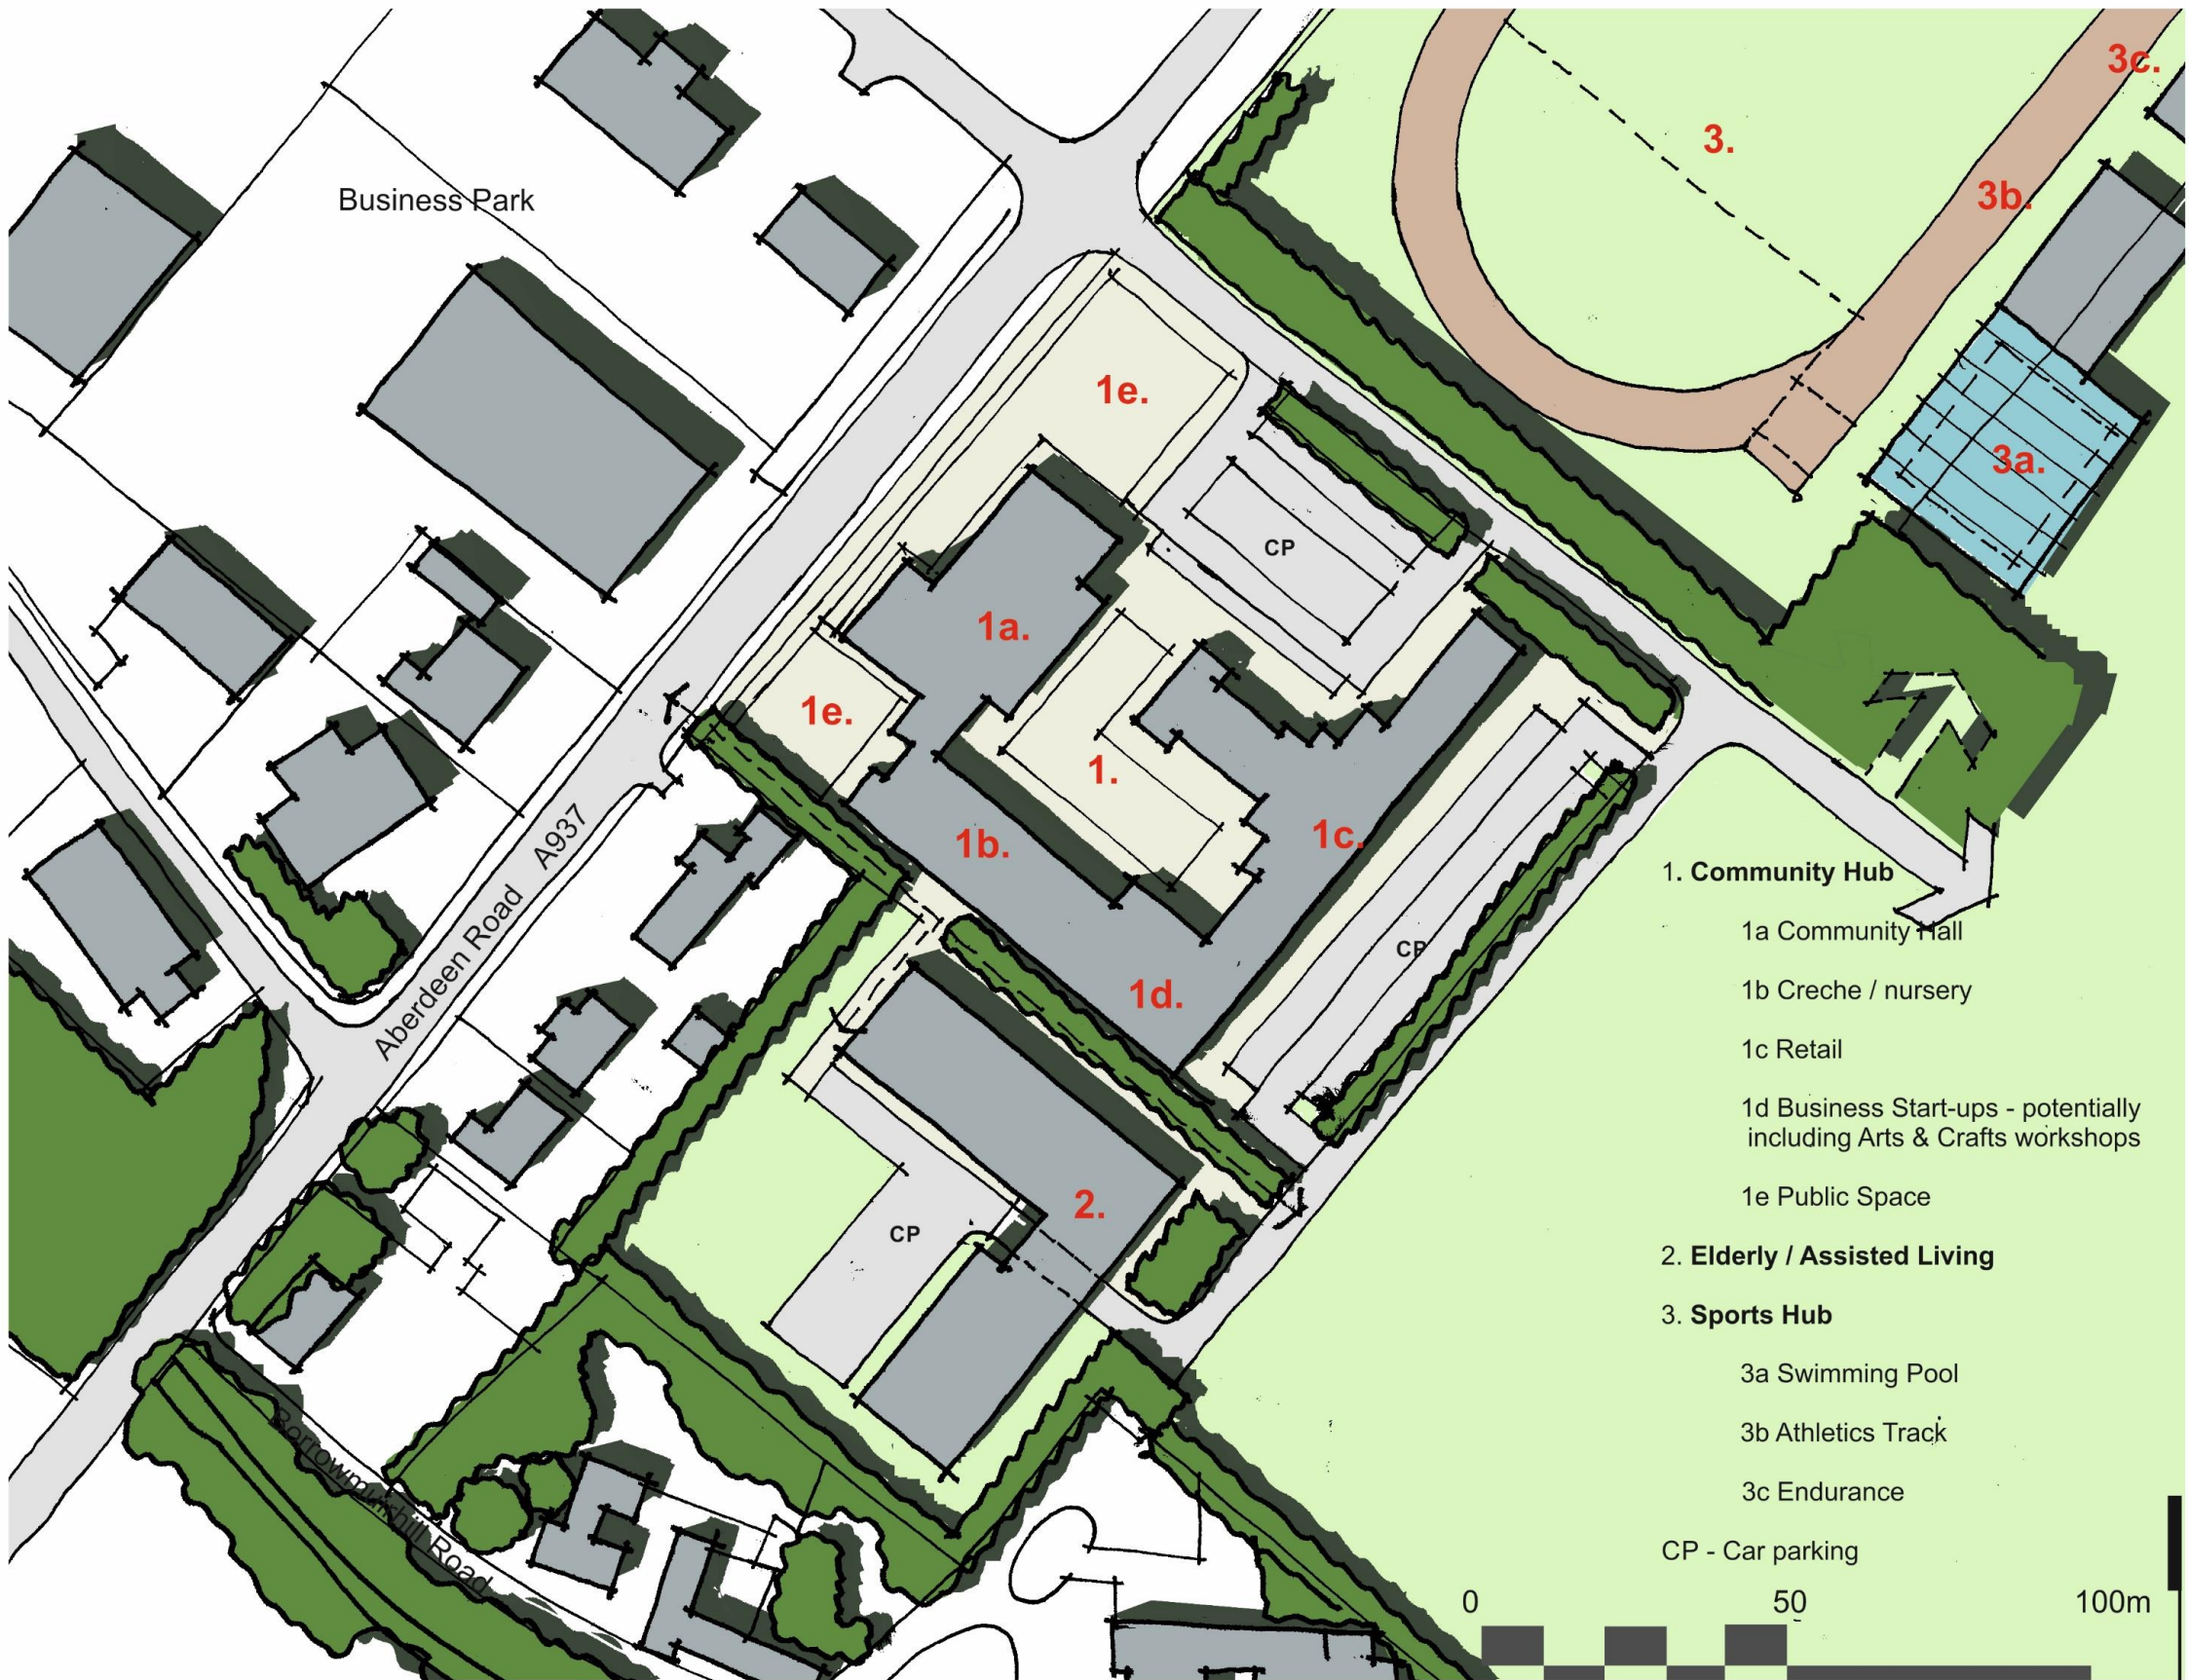 3c.
3.
3b.
Business Park
1e.
3a.
CP
1a.
1e.
1.
1c.
1b.
Aberdeen Road A937
CP
1d.
2.
CP
Borrowmuirhill Road
1. Community Hub
1a Community Hall
1b Creche / nursery
1c Retail
1d Business Start-ups - potentially
including Arts & Crafts workshops
1e Public Space
2. Elderly / Assisted Living
3. Sports Hub
3a Swimming Pool
3b Athletics Track
3c Endurance
CP - Car parking
0 50 100m